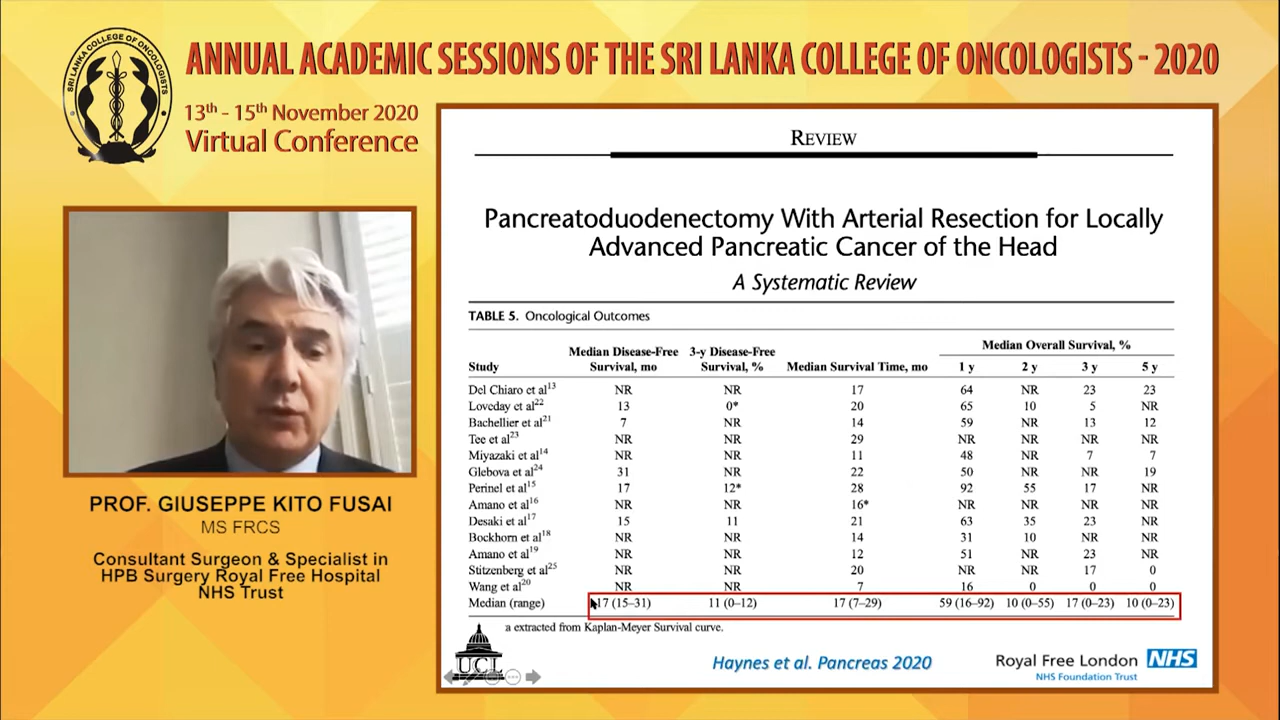 SRI LANKA COLLEGE OF ONCOLOGISTS
ANNUAL ACADEMIC SESSIONS OF THE SRI LANKA COLLEGE OF ONCOLOGISTS - 2020
13th - 15th November 2020
Virtual Conference
PROF. GIUSEPPE KITO FUSAI
MS FRCS
Consultant Surgeon & Specialist in
HPB Surgery Royal Free Hospital
NHS Trust
REVIEW
Pancreatoduodenectomy With Arterial Resection for Locally
Advanced Pancreatic Cancer of the Head
A Systematic Review
TABLE 5. Oncological Outcomes
Median Disease-Free 3-y Disease-Free Median Overall Survival, %
Study Survival, mo Survival, % Median Survival Time, mo 1 y 2 y 3 y 5 y
Del Chiaro et al13 NR NR 17 64 NR 23 23
Loveday et al22 13 0* 20 65 10 5 NR
Bachellier et al21 7 NR 14 59 NR 13 12
Tee et al23 NR NR 29 NR NR NR NR
Miyazaki et al14 NR NR 11 48 NR 7 7
Glebova et al24 31 NR 22 50 NR NR 19
Perinel et al15 17 12* 28 92 55 17 NR
Amano et al16 NR NR 16* NR NR NR NR
Desaki et al17 15 11 21 63 35 23 NR
Bockhorn et al18 NR NR 14 31 10 NR NR
Amano et al19 NR NR 12 51 NR 23 NR
Stitzenberg et al25 NR NR 20 NR NR 17 0
Wang et al20 NR NR 7 16 0 0 0
Median (range) 17 (15–31) 11 (0–12) 17 (7–29) 59 (16–92) 10 (0–55) 17 (0–23) 10 (0–23)
a extracted from Kaplan-Meyer Survival curve.
UCL
Haynes et al. Pancreas 2020
Royal Free London NHS
NHS Foundation Trust